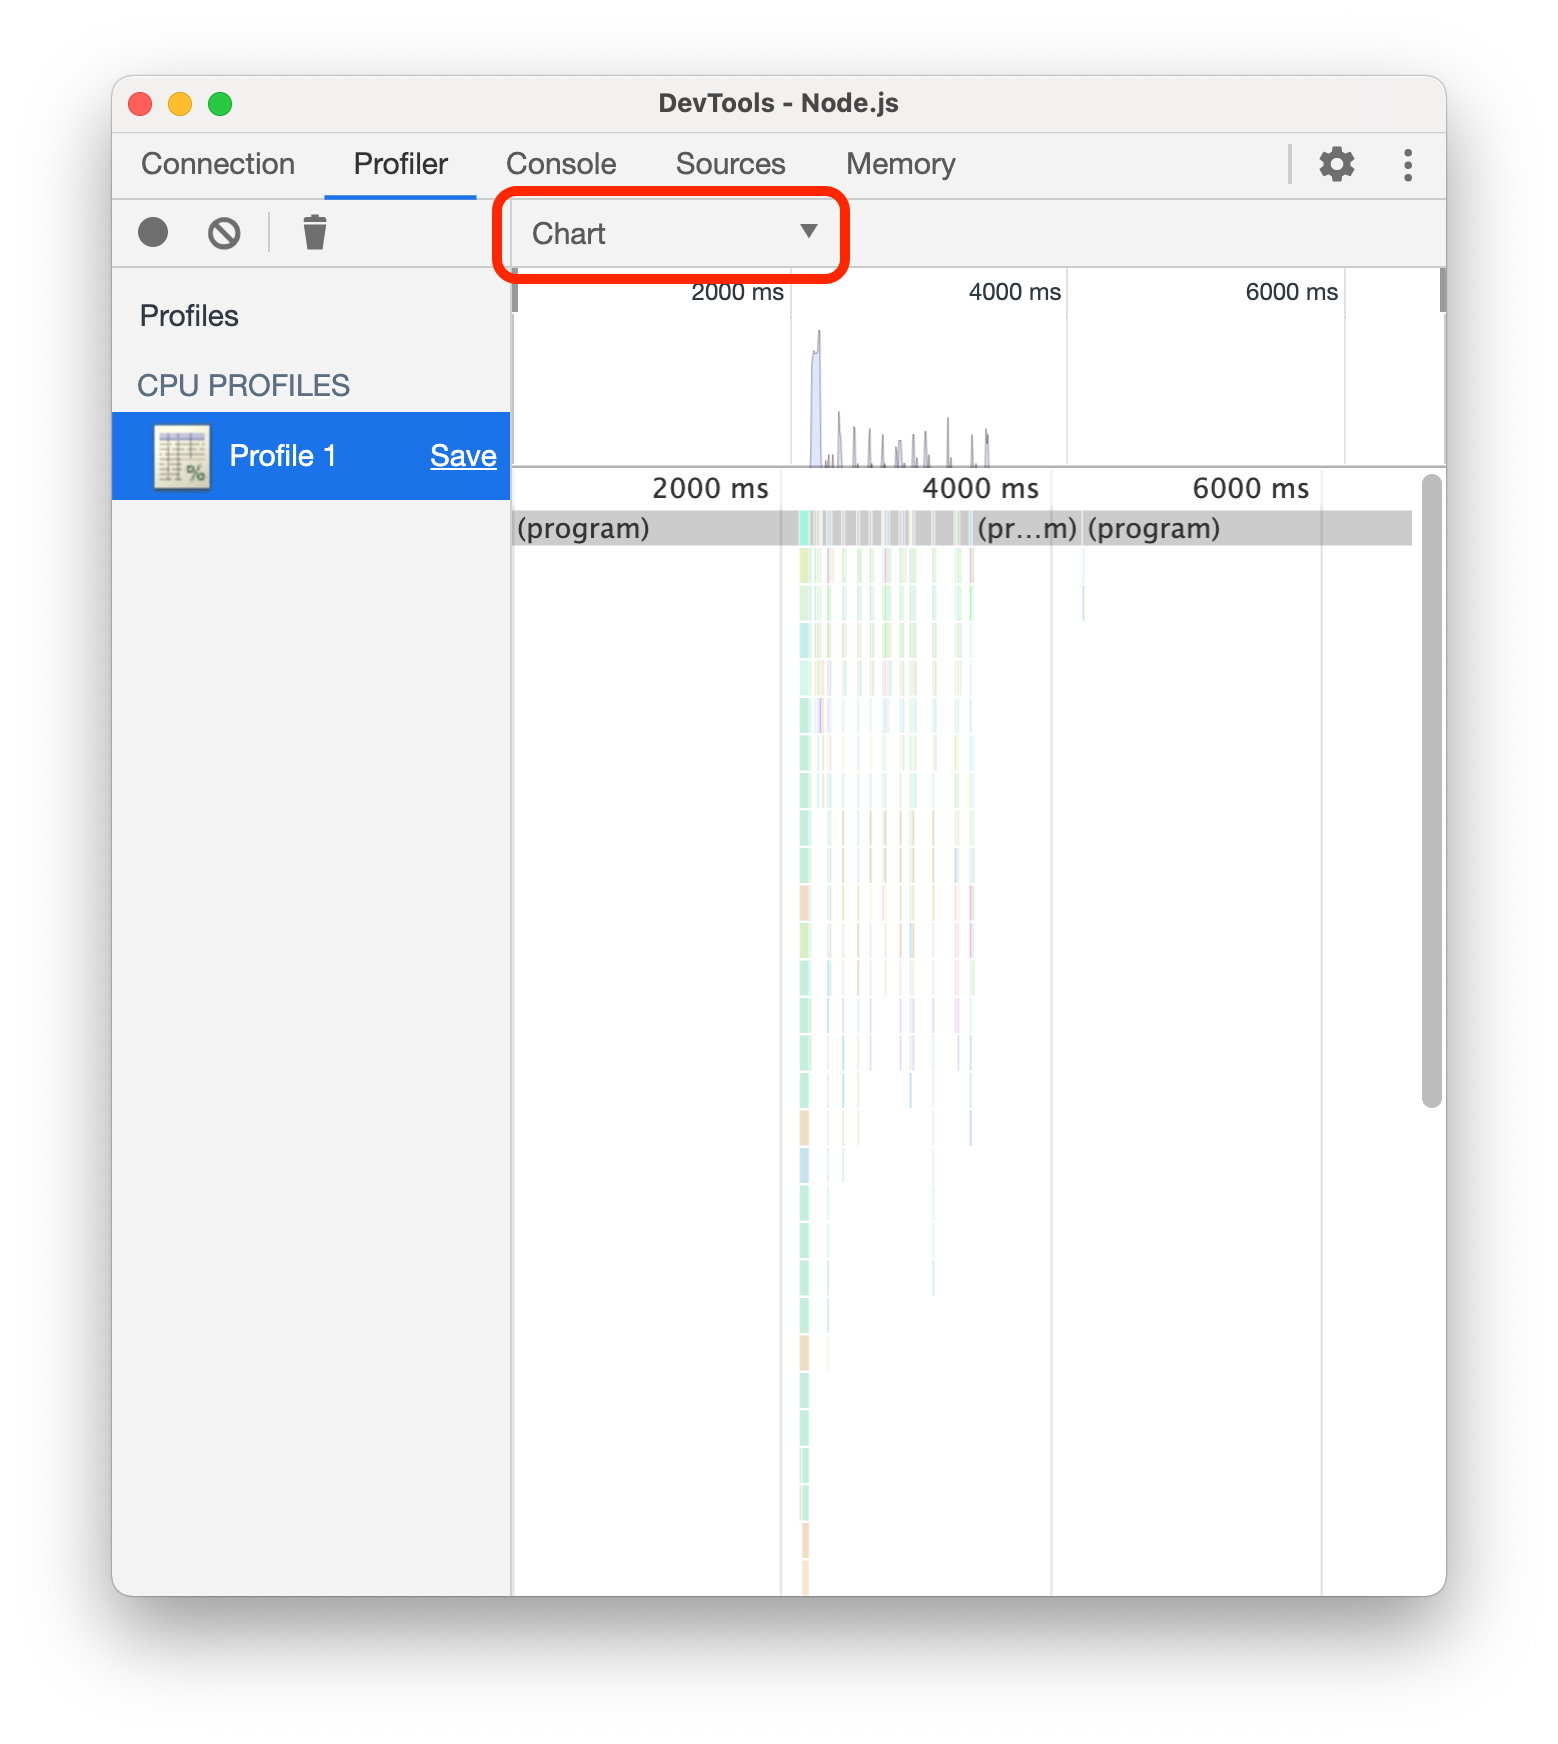 DevTools - Node.js
Connection Profiler Console Sources Memory
Chart
Profiles
CPU PROFILES
% Profile 1 Save
2000 ms 4000 ms 6000 ms
2000 ms 4000 ms 6000 ms
(program) (pr…m) (program)